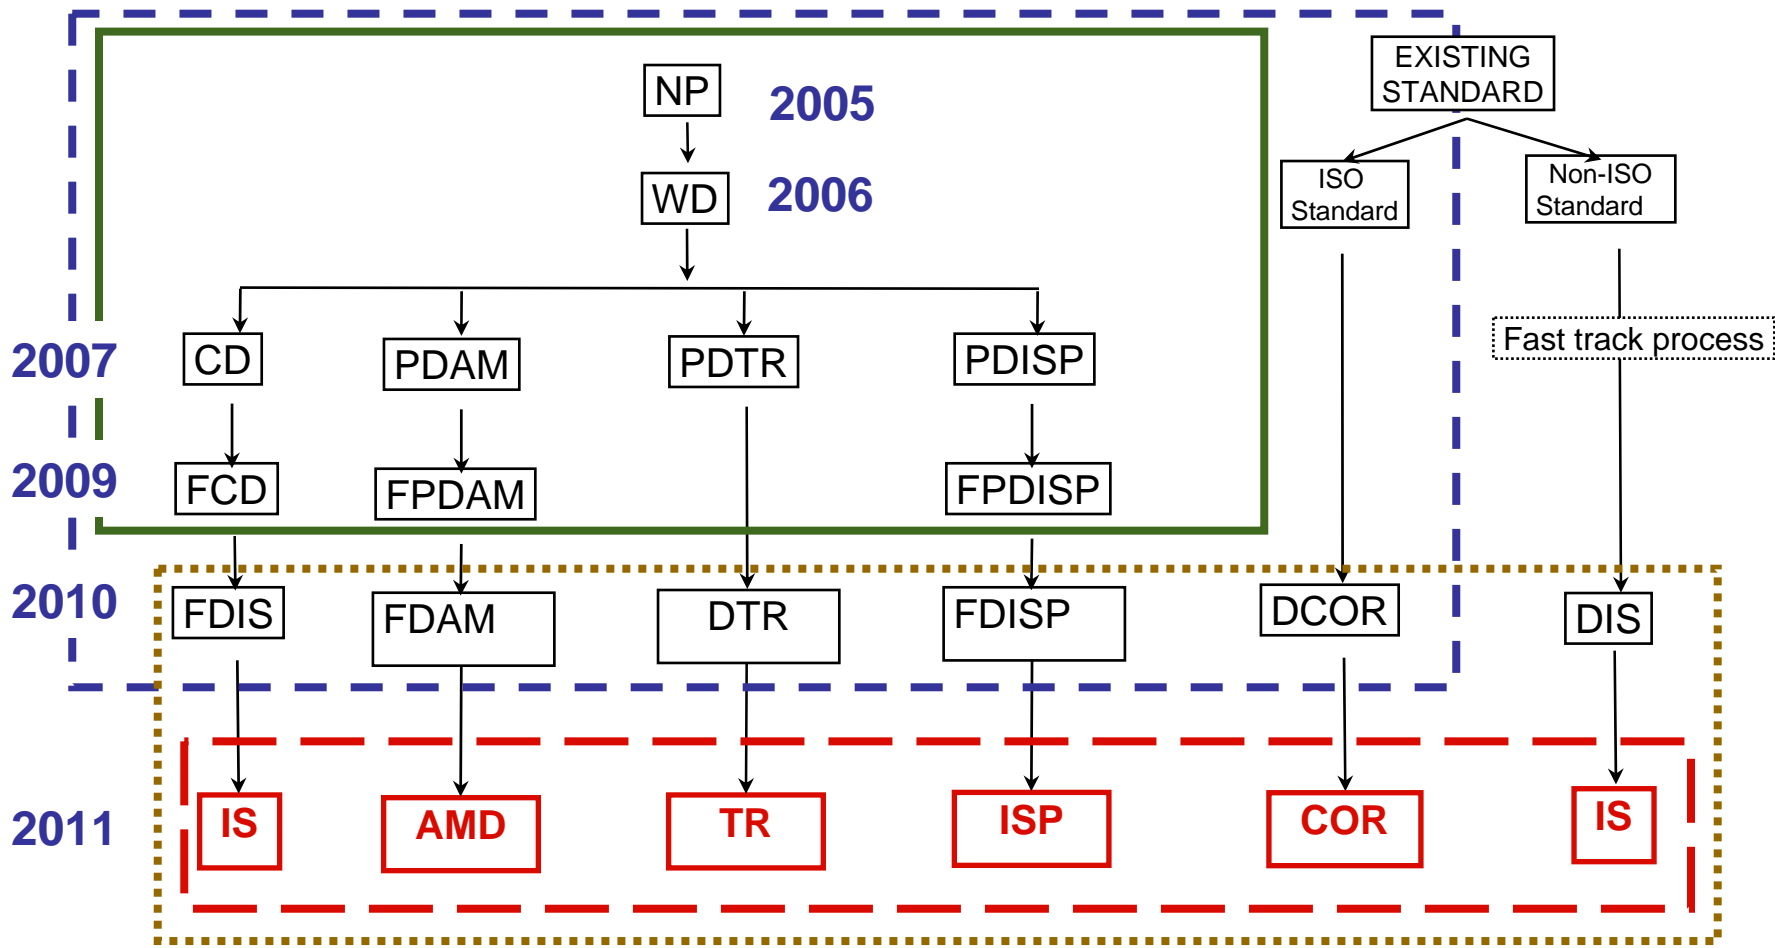 EXISTING
STANDARD
NP
2005
WD
2006
ISO
Standard
Non-ISO
Standard
Fast track process
2007
CD
PDAM
PDTR
PDISP
2009
FCD
FPDAM
FPDISP
2010
FDIS
FDAM
DTR
FDISP
DCOR
DIS
2011
IS
AMD
TR
ISP
COR
IS